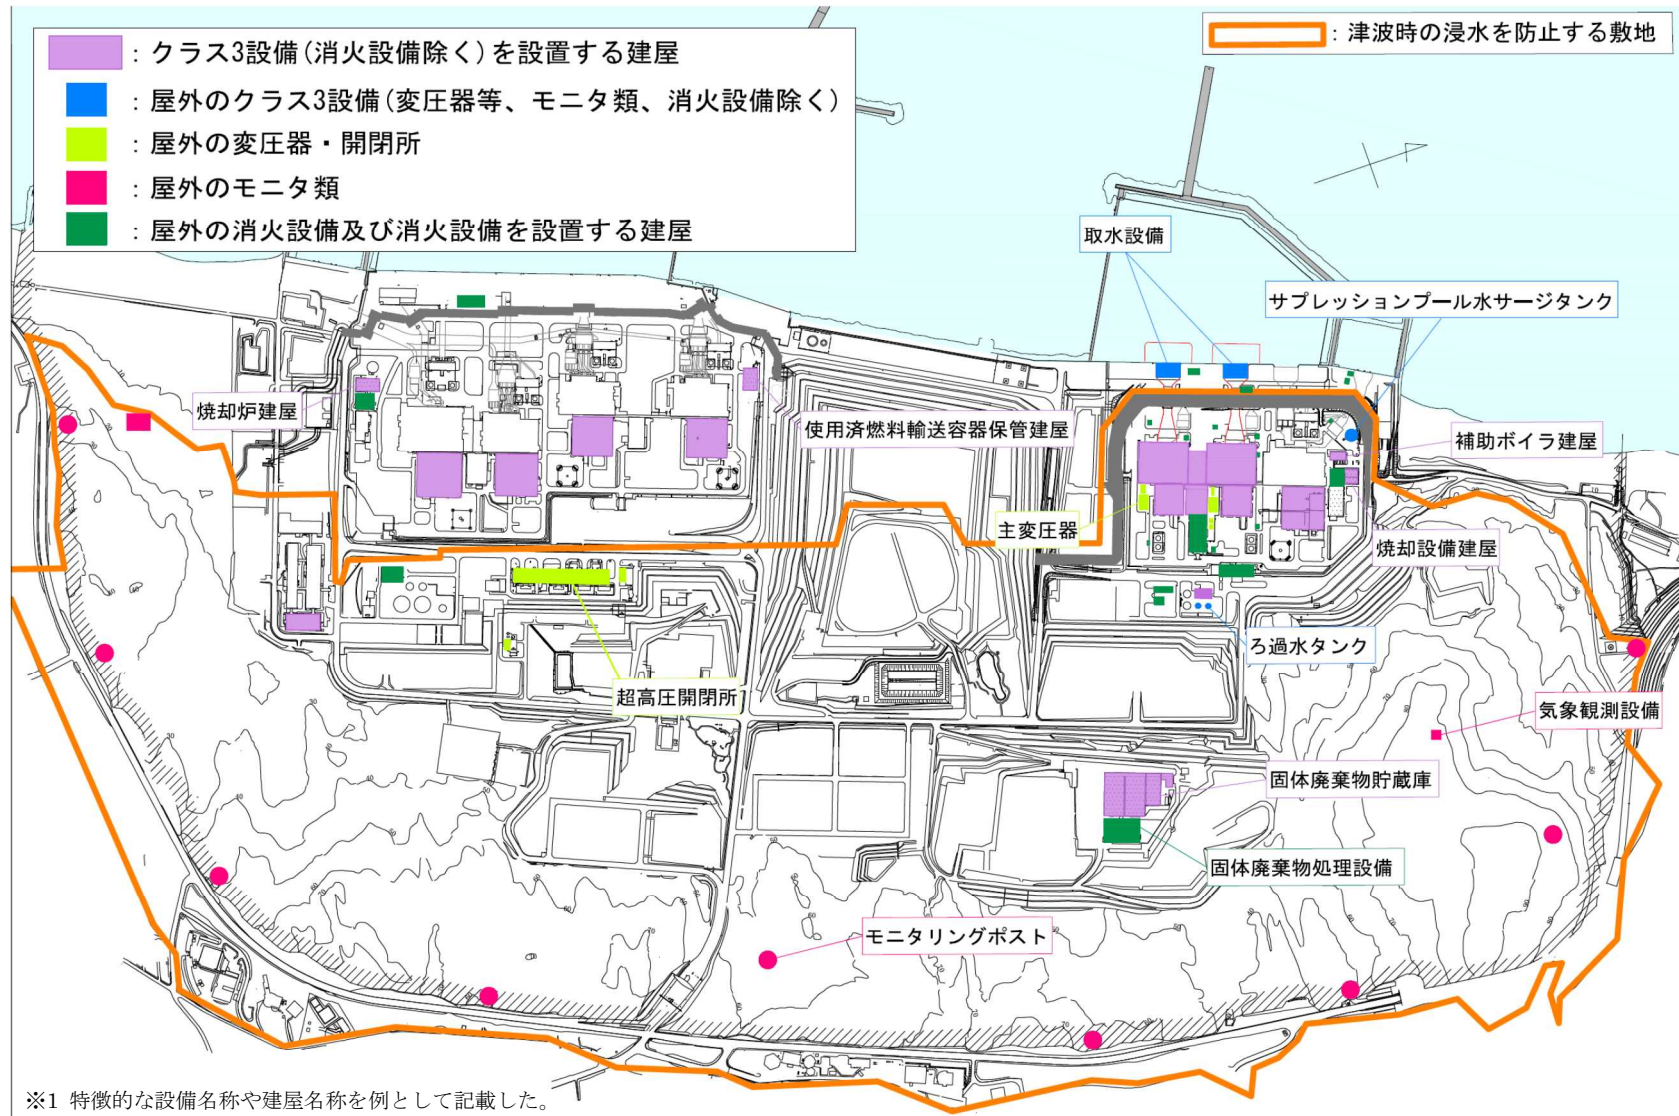 ：クラス3設備(消火設備除く)を設置する建屋
：屋外のクラス3設備(変圧器等、モニタ類、消火設備除く)
：屋外の変圧器・開閉所
：屋外のモニタ類
：屋外の消火設備及び消火設備を設置する建屋
：津波時の浸水を防止する敷地
取水設備
サプレッションプール水サージタンク
焼却炉建屋
使用済燃料輸送容器保管建屋
補助ボイラ建屋
主変圧器
焼却設備建屋
ろ過水タンク
超高圧開閉所
気象観測設備
固体廃棄物貯蔵庫
固体廃棄物処理設備
モニタリングポスト
※1 特徴的な設備名称や建屋名称を例として記載した。